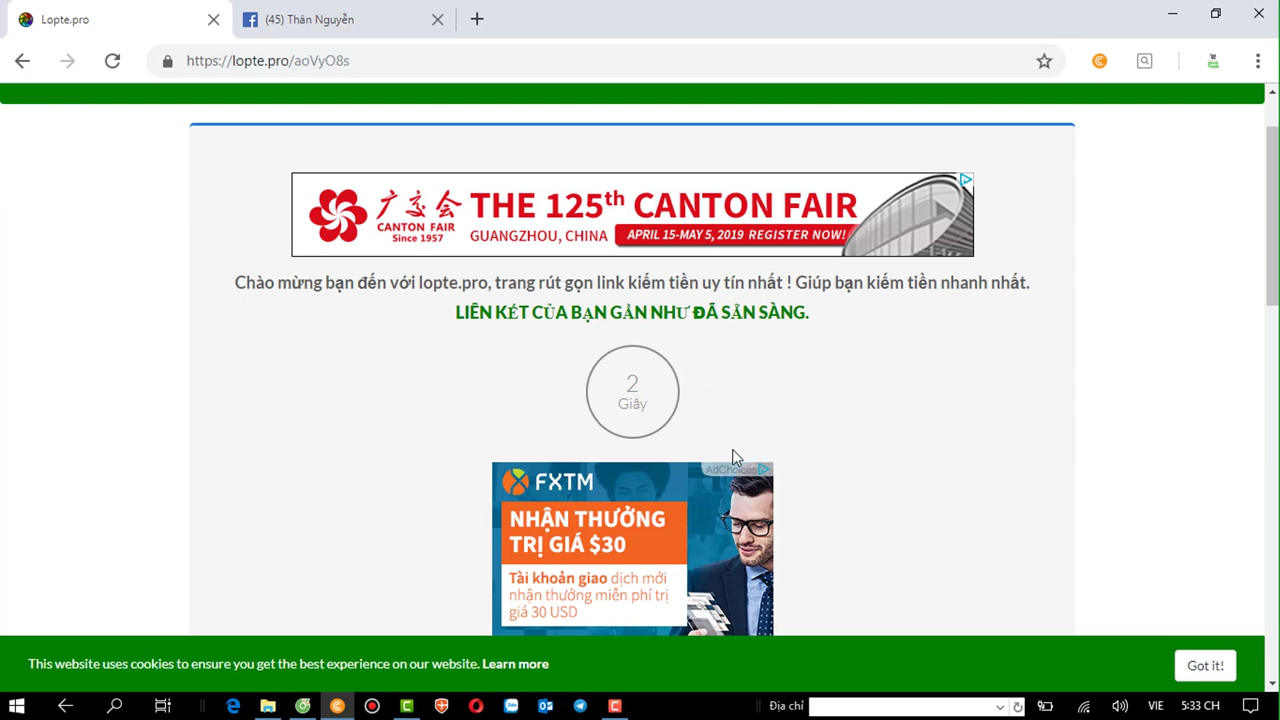 Lopte.pro
(45) Thân Nguyễn
https://lopte.pro/aoVyO8s
广交会
CANTON FAIR
Since 1957
THE 125th CANTON FAIR
GUANGZHOU, CHINA
APRIL 15-MAY 5, 2019 REGISTER NOW!
Chào mừng bạn đến với lopte.pro, trang rút gọn link kiếm tiền uy tín nhất ! Giúp bạn kiếm tiền nhanh nhất.
LIÊN KẾT CỦA BẠN GẦN NHƯ ĐÃ SẴN SÀNG.
2
Giây
AdChoices
FXTM
NHẬN THƯỞNG
TRỊ GIÁ $30
Tài khoản giao dịch mới
nhận thưởng miễn phí trị
giá 30 USD
This website uses cookies to ensure you get the best experience on our website. Learn more
Got it!
Địa chỉ
VIE
5:33 CH